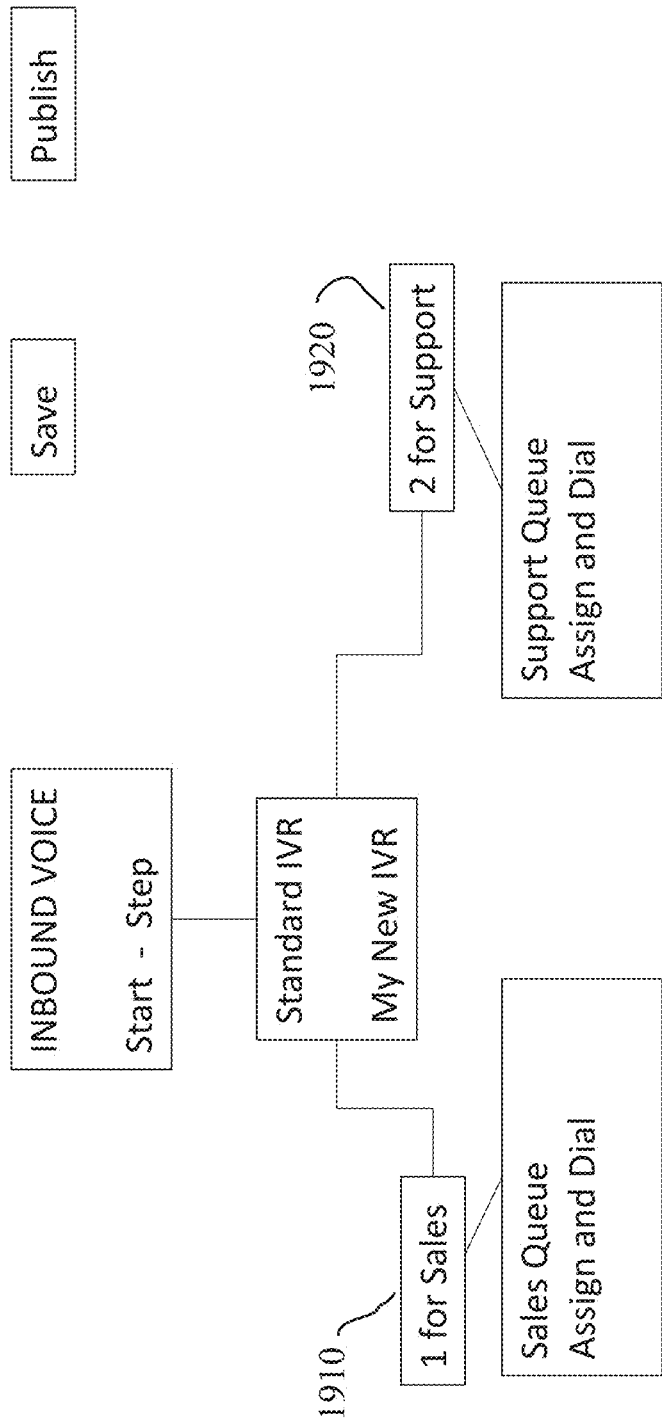 Save
Publish
INBOUND VOICE
Start - Step
Standard IVR
My New IVR
1910
1 for Sales
1920
2 for Support
Sales Queue
Assign and Dial
Support Queue
Assign and Dial